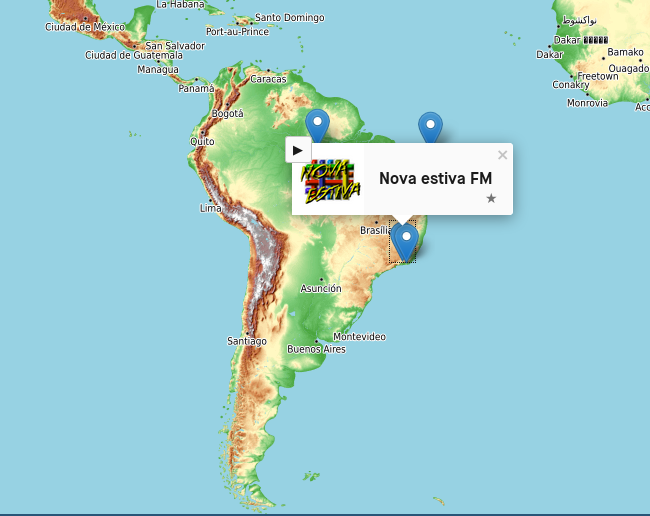 La Habana
Santo Domingo
Ciudad de México
Port-au-Prince
نواكشوط
Dakar
San Salvador
Ciudad de Guatemala
Dakar
Bamako
Managua
Caracas
Ouagado
Freetown
Panamá
Conakry
Monrovia
Acc
Bogotá
Quito
NOVA
ESTIVA
Nova estiva FM
Lima
Brasília
Asunción
Santiago
Montevideo
Buenos Aires